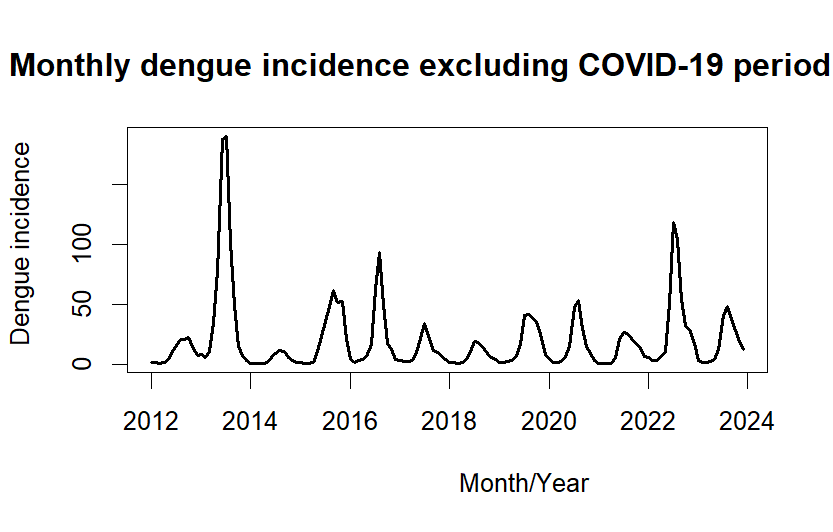 Monthly dengue incidence excluding COVID-19 period
Dengue incidence
100
50
0
2012 2014 2016 2018 2020 2022 2024
Month/Year